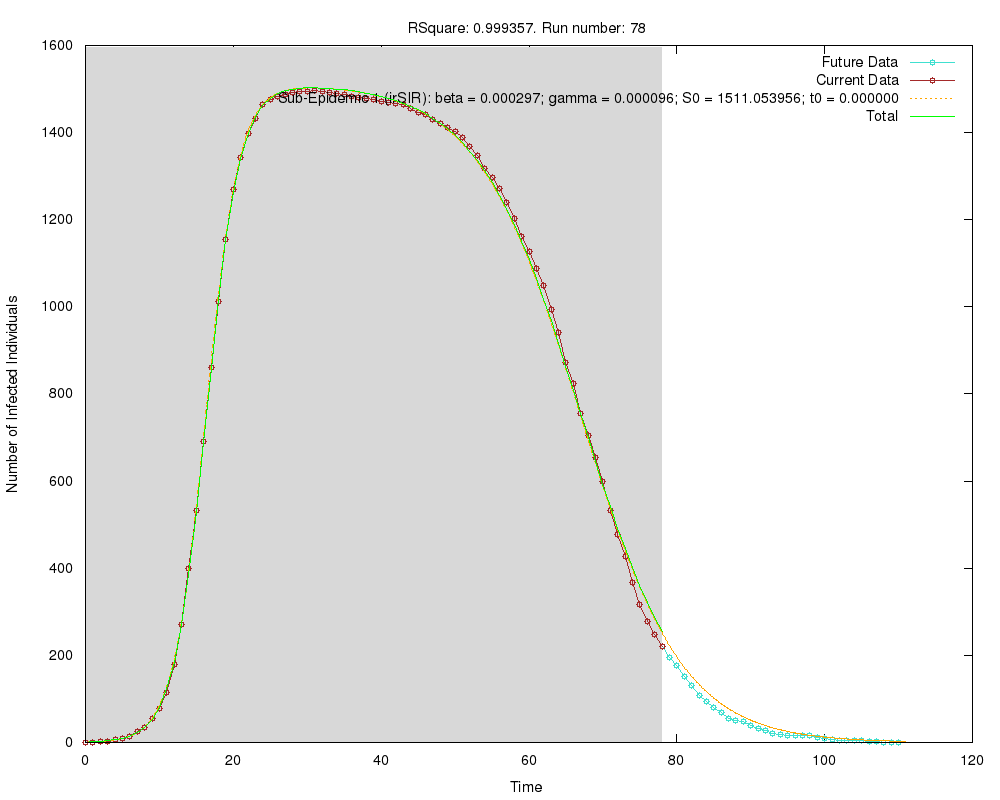 RSquare: 0.999357. Run number: 78
1600
1400
1200
1000
800
600
400
200
0
Number of Infected Individuals
Future Data
Current Data
Sub-Epidemic 1 (irSIR): beta = 0.000297; gamma = 0.000096; S0 = 1511.053956; t0 = 0.000000
Total
0 20 40 60 80 100 120
Time